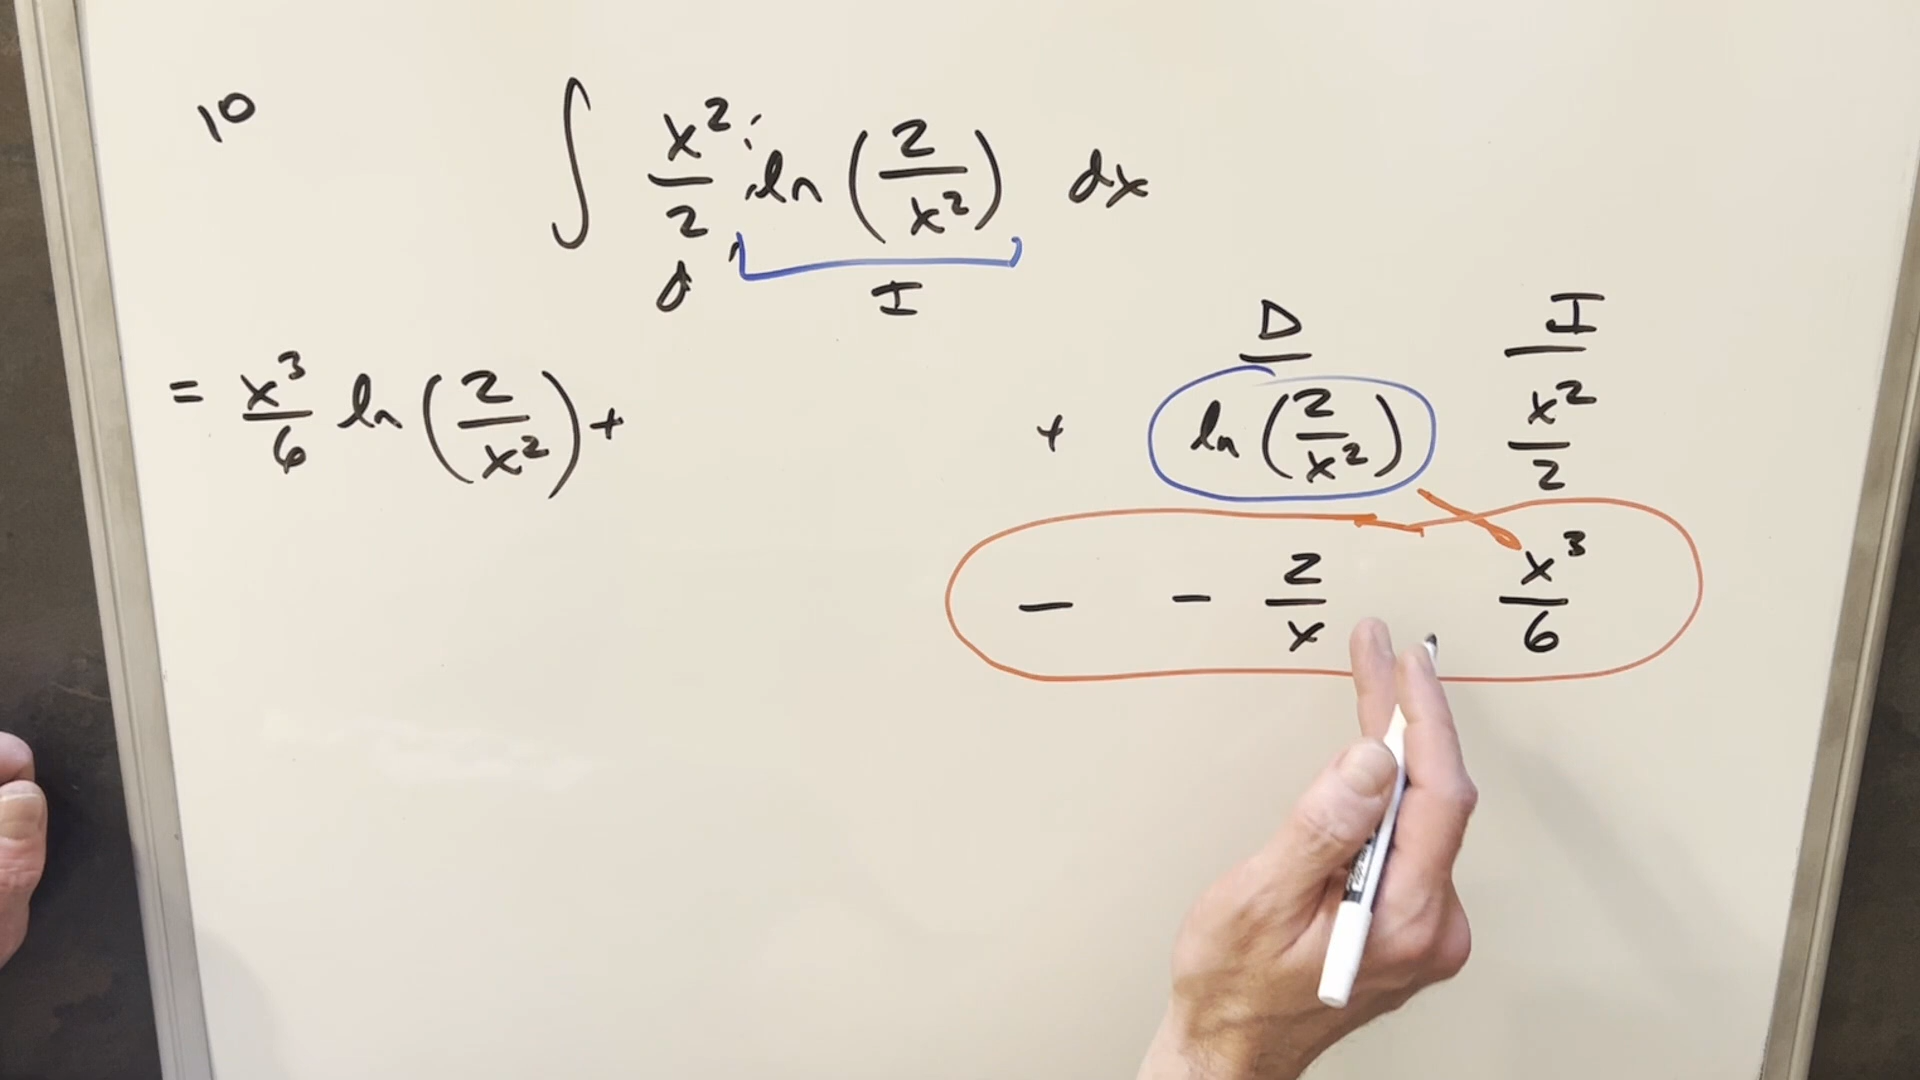 10
∫ x²/2 · ln (2/x²) dx
d I
D I
= x³/6 ln (2/x²) +
+ ln (2/x²) x²/2
− − 2/x x³/6